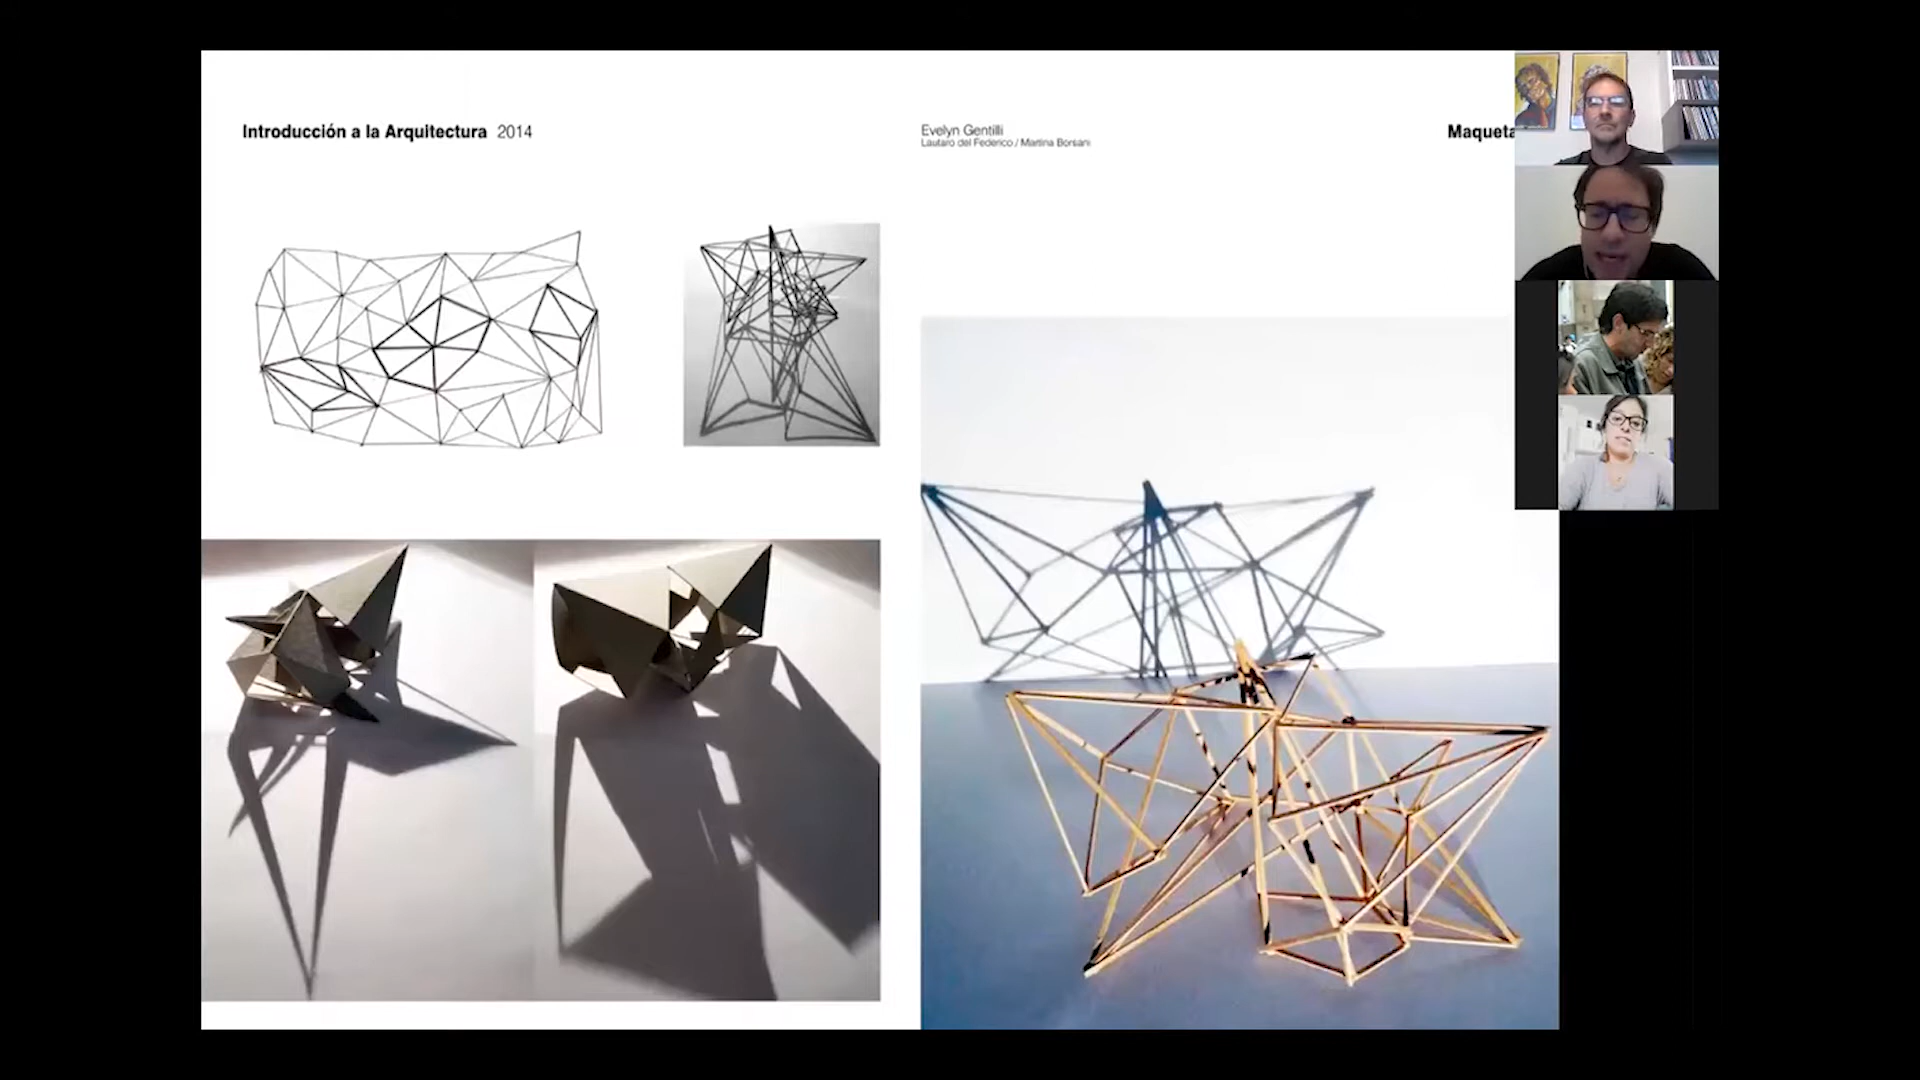 Introducción a la Arquitectura 2014
Evelyn Gentilli
Lautaro del Federico / Martina Borsani
Maqueta